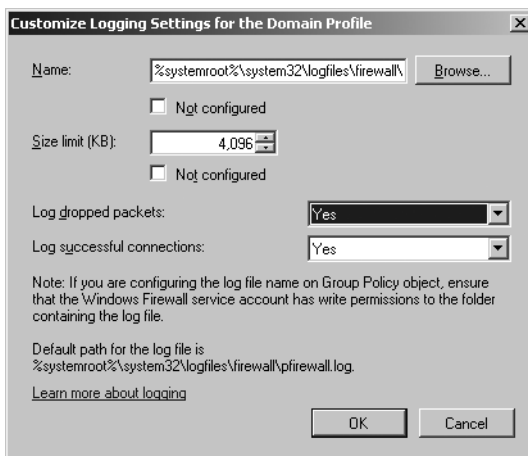 Customize Logging Settings for the Domain Profile
Name:
%systemroot%\system32\logfiles\firewall\
Browse...
Not configured
Size limit (KB):
4,096
Not configured
Log dropped packets:
Yes
Log successful connections:
Yes
Note: If you are configuring the log file name on Group Policy object, ensure
that the Windows Firewall service account has write permissions to the folder
containing the log file.
Default path for the log file is
%systemroot%\system32\logfiles\firewall\pfirewall.log.
Learn more about logging
OK
Cancel